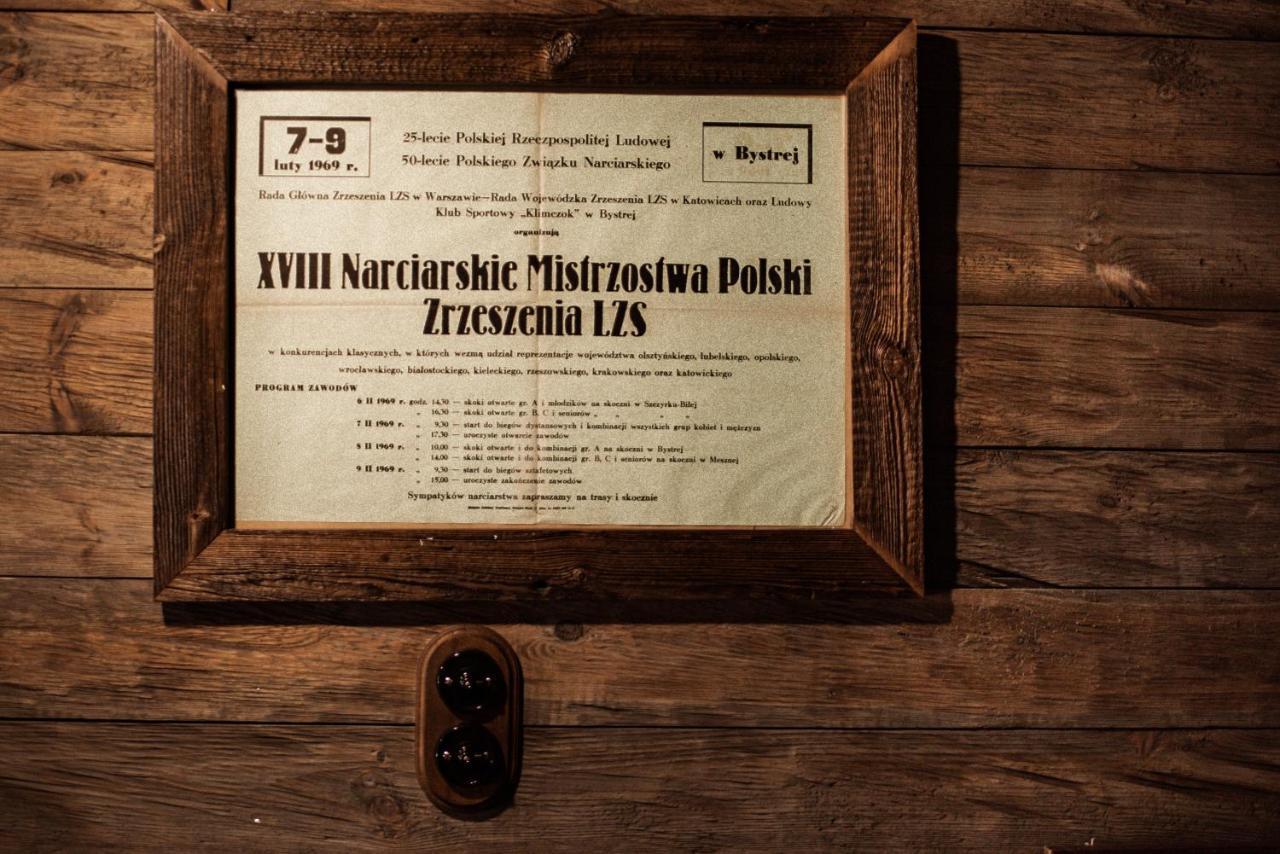 7-9
luty 1969 r.
25-lecie Polskiej Rzeczpospolitej Ludowej
50-lecie Polskiego Związku Narciarskiego
w Bystrej
Rada Główna Zrzeszenia LZS w Warszawie—Rada Wojewódzka Zrzeszenia LZS w Katowicach oraz Ludowy
Klub Sportowy „Klimczok” w Bystrej
organizują
XVIII Narciarskie Mistrzostwa Polski
Zrzeszenia LZS
w konkurencjach klasycznych, w których wezmą udział reprezentacje województwa olsztyńskiego, lubelskiego, opolskiego,
wrocławskiego, białostockiego, kieleckiego, rzeszowskiego, krakowskiego oraz katowickiego
PROGRAM ZAWODÓW
6 II 1969 r. godz. 14,30 — skoki otwarte gr. A i młodzików na skoczni w Szczyrku-Biłej
„ 16,30 — skoki otwarte gr. B, C i seniorów „ „ „ „
7 II 1969 r. „ 9,30 — start do biegów dystansowych i kombinacji wszystkich grup kobiet i mężczyzn
„ 17,30 — uroczyste otwarcie zawodów
8 II 1969 r. „ 10,00 — skoki otwarte i do kombinacji gr. A na skoczni w Bystrej
„ 14,00 — skoki otwarte i do kombinacji gr. B, C i seniorów na skoczni w Mesznej
9 II 1969 r. „ 9,30 — start do biegów sztafetowych
„ 15,00 — uroczyste zakończenie zawodów
Sympatyków narciarstwa zapraszamy na trasy i skocznie